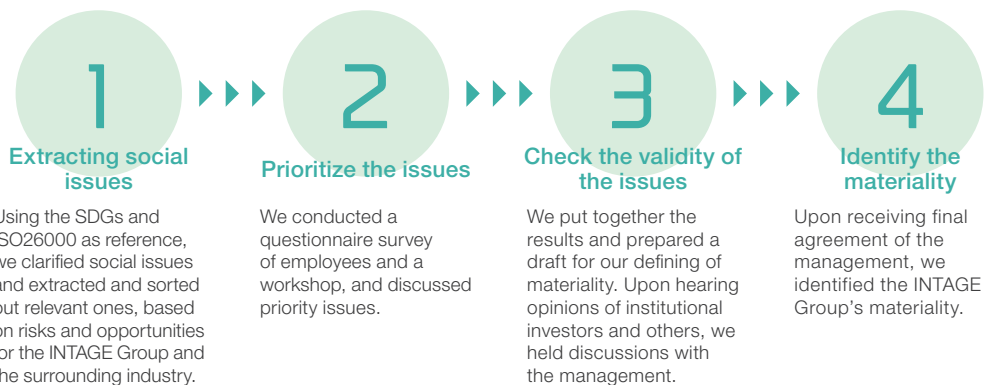 1
Extracting social
issues
Using the SDGs and
ISO26000 as reference,
we clarified social issues
and extracted and sorted
out relevant ones, based
on risks and opportunities
for the INTAGE Group and
the surrounding industry.
2
Prioritize the issues
We conducted a
questionnaire survey
of employees and a
workshop, and discussed
priority issues.
3
Check the validity of
the issues
We put together the
results and prepared a
draft for our defining of
materiality. Upon hearing
opinions of institutional
investors and others, we
held discussions with
the management.
4
Identify the
materiality
Upon receiving final
agreement of the
management, we
identified the INTAGE
Group's materiality.